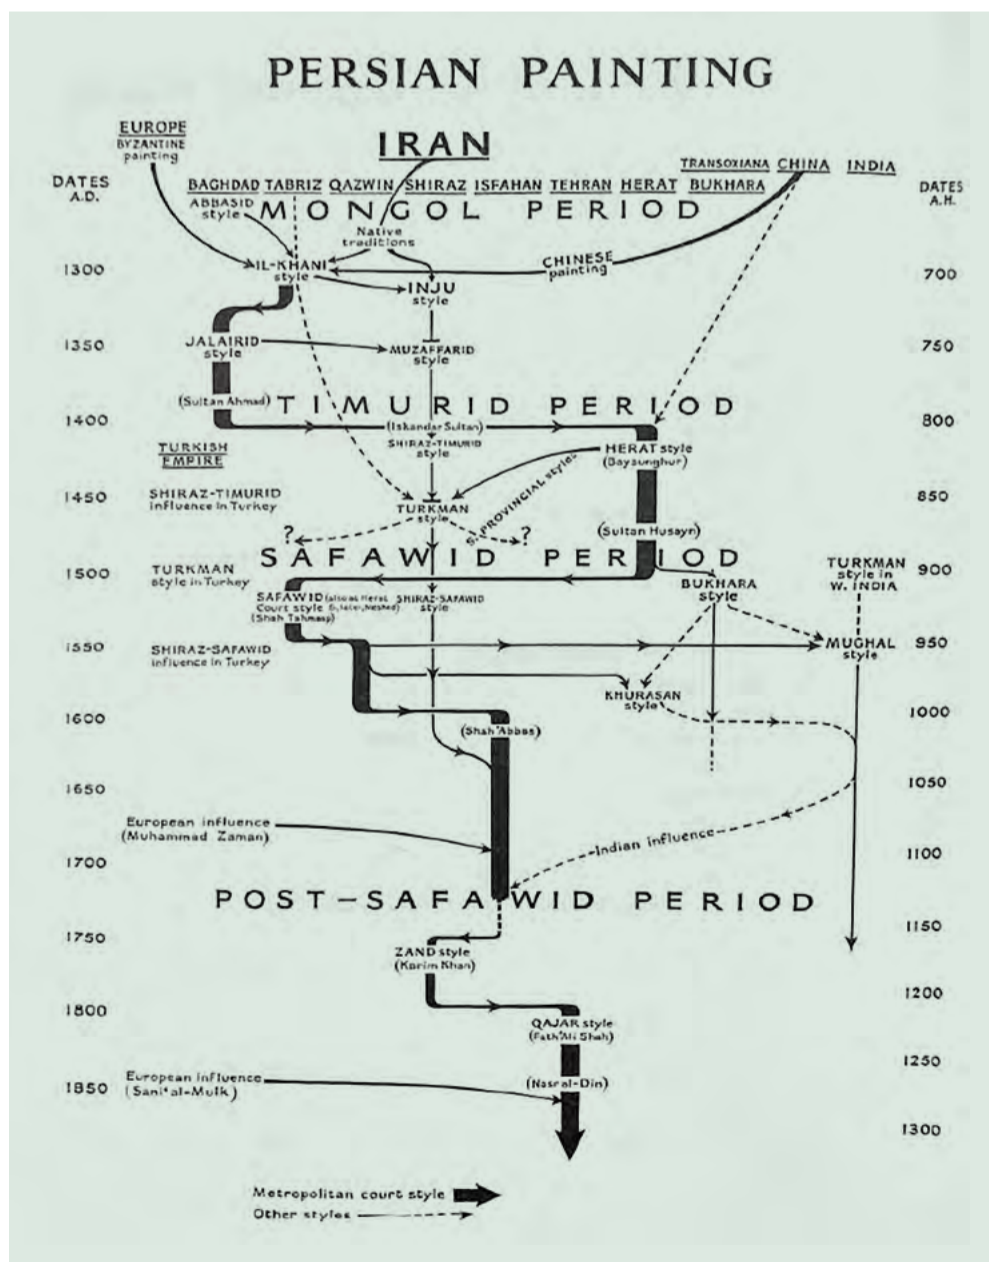 PERSIAN PAINTING
EUROPE
BYZANTINE
painting
IRAN
TRANSOXIANA CHINA INDIA
DATES
A.D.
BAGHDAD TABRIZ QAZWIN SHIRAZ ISFAHAN TEHRAN HERAT BUKHARA
DATES
A.H.
ABBASID
style
MONGOL PERIOD
Native
traditions
CHINESE
painting
1300
IL-KHANI
style
700
INJU
style
1350
JALAIRID
style
MUZAFFARID
style
750
(Sultan Ahmad)
TIMURID PERIOD
1400
(Iskandar Sultan)
800
SHIRAZ-TIMURID
style
TURKISH
EMPIRE
HERAT style
(Baysunghur)
1450
SHIRAZ-TIMURID
influence in Turkey
PROVINCIAL styles
850
TURKMAN
style
? ?
(Sultan Husayn)
SAFAWID PERIOD
1500
TURKMAN
style in Turkey
BUKHARA
style
TURKMAN
style in
W. INDIA
900
SAFAWID (also at Herat
Court style & later, Meshed)
(Shah Tahmasp)
SHIRAZ-SAFAWID
style
1550
SHIRAZ-SAFAWID
influence in Turkey
MUGHAL
style
950
KHURASAN
style
1600
(Shah 'Abbas)
1000
1650
1050
European influence
(Muhammad Zaman)
Indian influence
1700
1100
POST-SAFAWID PERIOD
1150
1750
ZAND style
(Karim Khan)
1200
1800
QAJAR style
(Fath 'Ali Shah)
1250
1850
European influence
(Sani' al-Mulk)
(Nasr al-Din)
1300
Metropolitan court style
Other styles